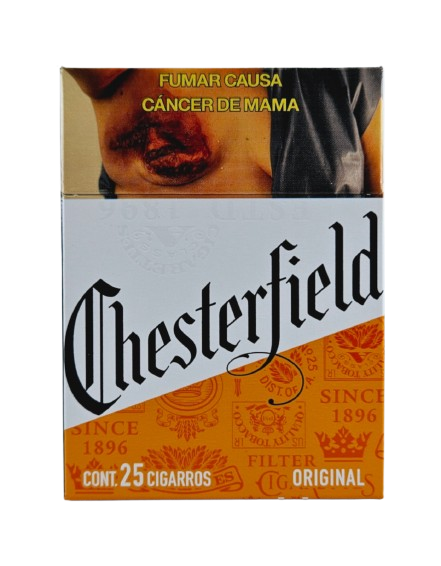 FUMAR CAUSA
CÁNCER DE MAMA
Chesterfield
SINCE
1896
SINCE
1896
FILTER
CONT. 25 CIGARROS
ORIGINAL